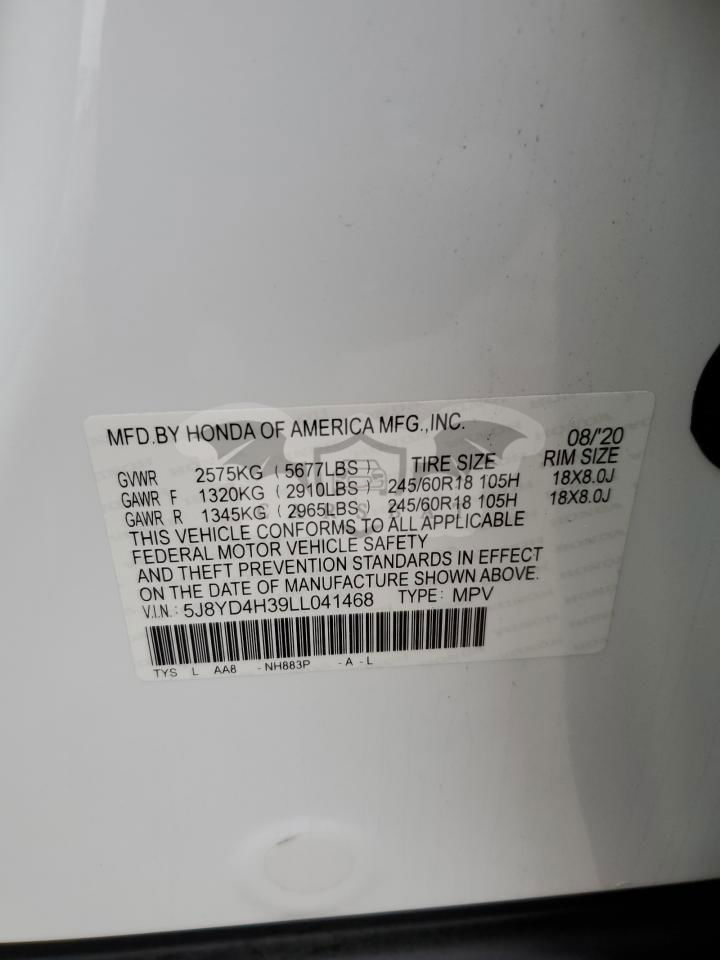 MFD.BY HONDA OF AMERICA MFG.,INC. 08/'20
GVWR 2575KG ( 5677LBS ) TIRE SIZE RIM SIZE
GAWR F 1320KG ( 2910LBS ) 245/60R18 105H 18X8.0J
GAWR R 1345KG ( 2965LBS ) 245/60R18 105H 18X8.0J
THIS VEHICLE CONFORMS TO ALL APPLICABLE
FEDERAL MOTOR VEHICLE SAFETY
AND THEFT PREVENTION STANDARDS IN EFFECT
ON THE DATE OF MANUFACTURE SHOWN ABOVE.
V.I.N.: 5J8YD4H39LL041468 TYPE: MPV
TYS L AA8 -NH883P -A-L